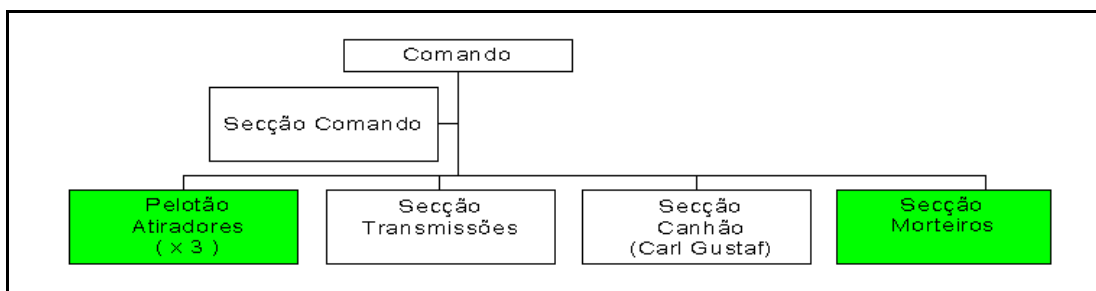 Comando
Secção Comando
Pelotão
Atiradores
( x 3 )
Secção
Transmissões
Secção
Canhão
(Carl Gustaf)
Secção
Morteiros